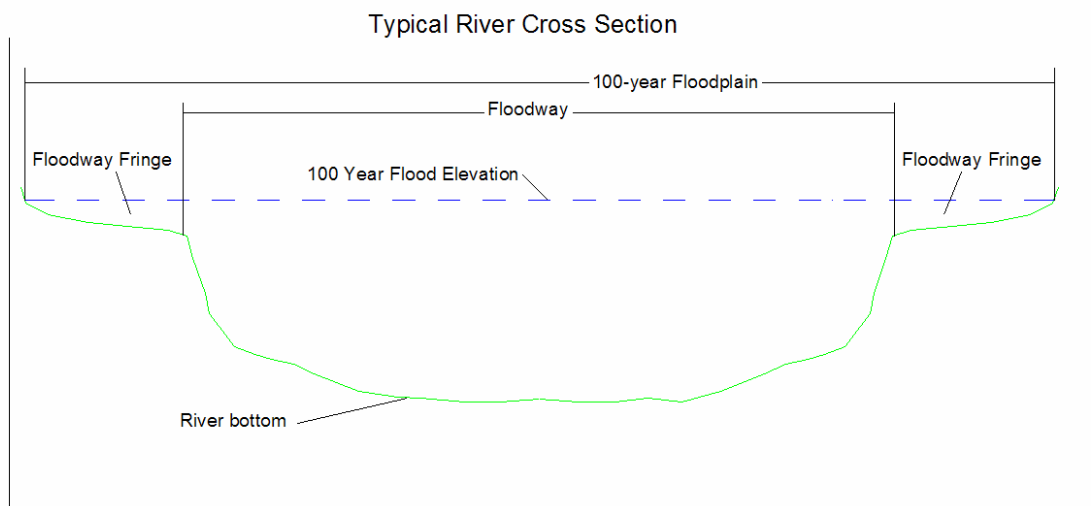 Typical River Cross Section
100-year Floodplain
Floodway
Floodway Fringe
Floodway Fringe
100 Year Flood Elevation
River bottom